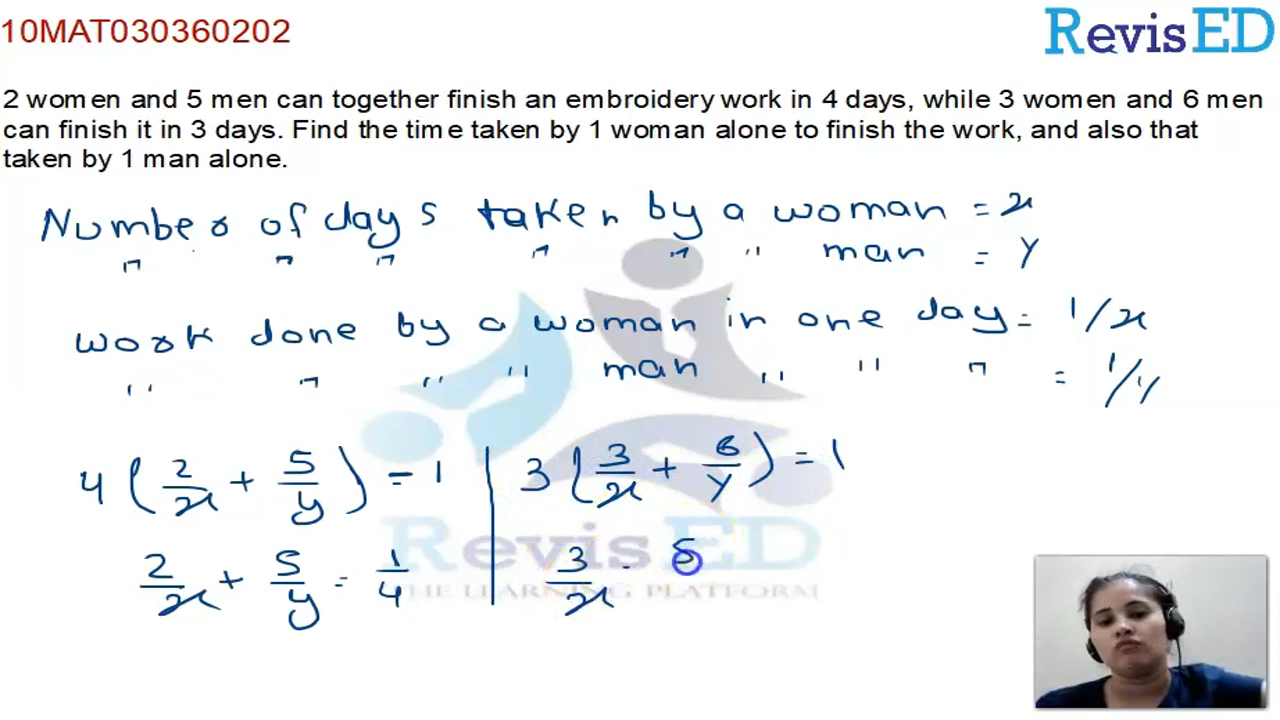 10MAT030360202
RevisED
2 women and 5 men can together finish an embroidery work in 4 days, while 3 women and 6 men
can finish it in 3 days. Find the time taken by 1 woman alone to finish the work, and also that
taken by 1 man alone.
Number of days taken by a woman = x
" " " " " " man = y
work done by a woman in one day = 1/x
" " " " man " " " = 1/y
4 (2/x + 5/y) = 1 | 3 (3/x + 6/y) = 1
2/x + 5/y = 1/4 | 3/x
RevisED
THE LEARNING PLATFORM